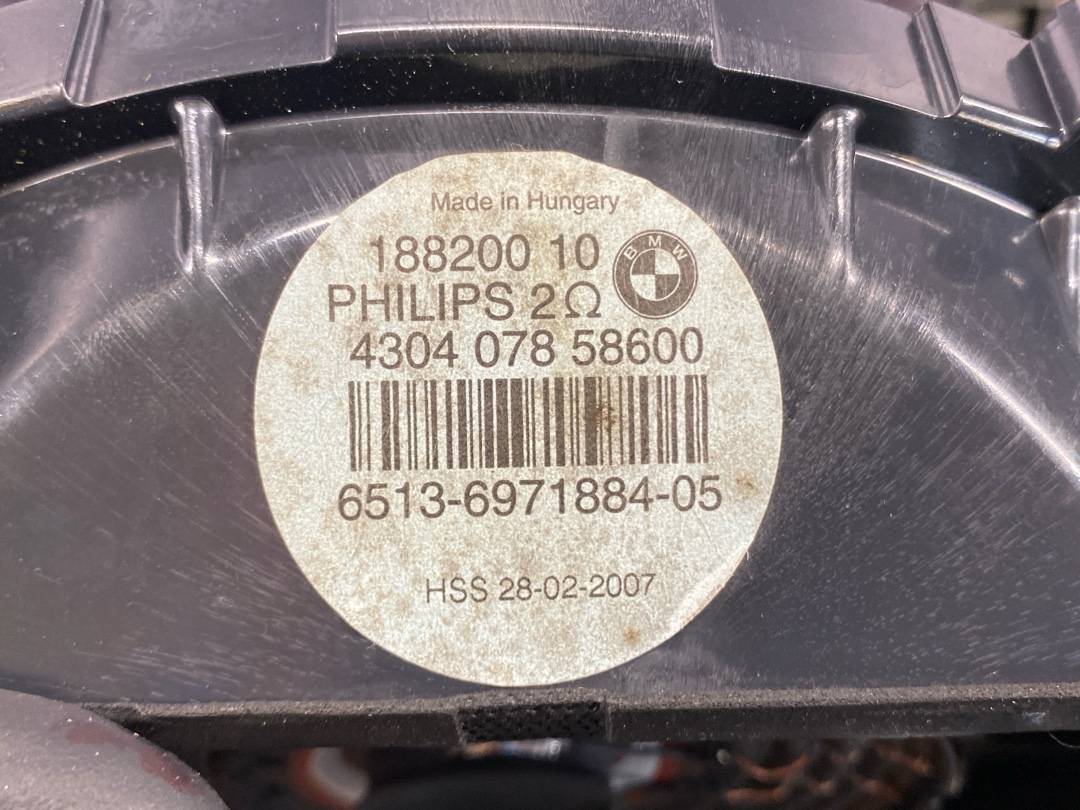 Made in Hungary
188200 10
BMW
PHILIPS 2Ω
4304 078 58600
6513-6971884-05
HSS 28-02-2007